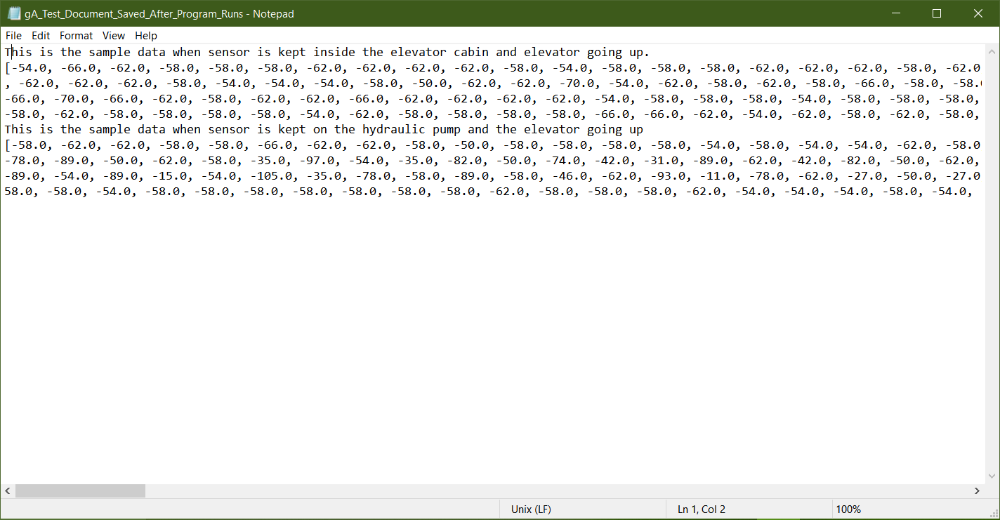 gA_Test_Document_Saved_After_Program_Runs - Notepad
File Edit Format View Help
This is the sample data when sensor is kept inside the elevator cabin and elevator going up.
[-54.0, -66.0, -62.0, -58.0, -58.0, -58.0, -62.0, -62.0, -62.0, -62.0, -58.0, -54.0, -58.0, -58.0, -58.0, -62.0, -62.0, -62.0, -58.0, -62.0
, -62.0, -62.0, -62.0, -58.0, -54.0, -54.0, -54.0, -58.0, -50.0, -62.0, -62.0, -70.0, -54.0, -62.0, -58.0, -62.0, -58.0, -66.0, -58.0, -58.
-66.0, -70.0, -66.0, -62.0, -58.0, -62.0, -62.0, -66.0, -62.0, -62.0, -62.0, -62.0, -54.0, -58.0, -58.0, -58.0, -54.0, -58.0, -58.0, -58.0,
-58.0, -62.0, -58.0, -58.0, -58.0, -58.0, -54.0, -62.0, -58.0, -58.0, -58.0, -58.0, -66.0, -66.0, -62.0, -54.0, -62.0, -58.0, -62.0, -58.0,
This is the sample data when sensor is kept on the hydraulic pump and the elevator going up
[-58.0, -62.0, -62.0, -58.0, -58.0, -66.0, -62.0, -62.0, -58.0, -50.0, -58.0, -58.0, -58.0, -58.0, -54.0, -58.0, -54.0, -54.0, -62.0, -58.0
-78.0, -89.0, -50.0, -62.0, -58.0, -35.0, -97.0, -54.0, -35.0, -82.0, -50.0, -74.0, -42.0, -31.0, -89.0, -62.0, -42.0, -82.0, -50.0, -62.0,
-89.0, -54.0, -89.0, -15.0, -54.0, -105.0, -35.0, -78.0, -58.0, -89.0, -58.0, -46.0, -62.0, -93.0, -11.0, -78.0, -62.0, -27.0, -50.0, -27.0
58.0, -58.0, -54.0, -58.0, -58.0, -58.0, -58.0, -58.0, -58.0, -58.0, -62.0, -58.0, -58.0, -58.0, -62.0, -54.0, -54.0, -54.0, -58.0, -54.0,
Unix (LF) Ln 1, Col 2 100%